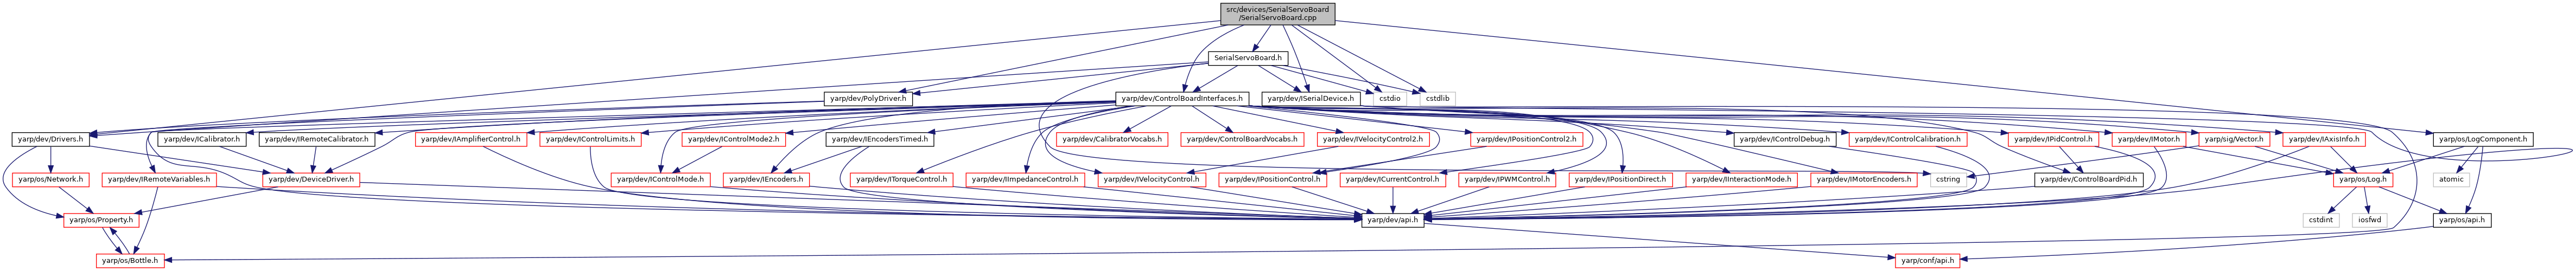 src/devices/SerialServoBoard
/SerialServoBoard.cpp
SerialServoBoard.h
yarp/dev/PolyDriver.h
yarp/dev/ControlBoardInterfaces.h
yarp/dev/ISerialDevice.h
cstdio
cstdlib
yarp/dev/Drivers.h
yarp/dev/ICalibrator.h
yarp/dev/IRemoteCalibrator.h
yarp/dev/IAmplifierControl.h
yarp/dev/IControlLimits.h
yarp/dev/IControlMode2.h
yarp/dev/IEncodersTimed.h
yarp/dev/CalibratorVocabs.h
yarp/dev/ControlBoardVocabs.h
yarp/dev/IVelocityControl2.h
yarp/dev/IPositionControl2.h
yarp/dev/IControlDebug.h
yarp/dev/IControlCalibration.h
yarp/dev/IPidControl.h
yarp/dev/IMotor.h
yarp/sig/Vector.h
yarp/dev/IAxisInfo.h
yarp/os/LogComponent.h
yarp/os/Network.h
yarp/dev/IRemoteVariables.h
yarp/dev/DeviceDriver.h
yarp/dev/IControlMode.h
yarp/dev/IEncoders.h
yarp/dev/ITorqueControl.h
yarp/dev/IImpedanceControl.h
yarp/dev/IVelocityControl.h
yarp/dev/IPositionControl.h
yarp/dev/ICurrentControl.h
yarp/dev/IPWMControl.h
yarp/dev/IPositionDirect.h
yarp/dev/IInteractionMode.h
yarp/dev/IMotorEncoders.h
cstring
yarp/dev/ControlBoardPid.h
yarp/os/Log.h
atomic
yarp/os/Property.h
yarp/dev/api.h
cstdint
iosfwd
yarp/os/api.h
yarp/os/Bottle.h
yarp/conf/api.h